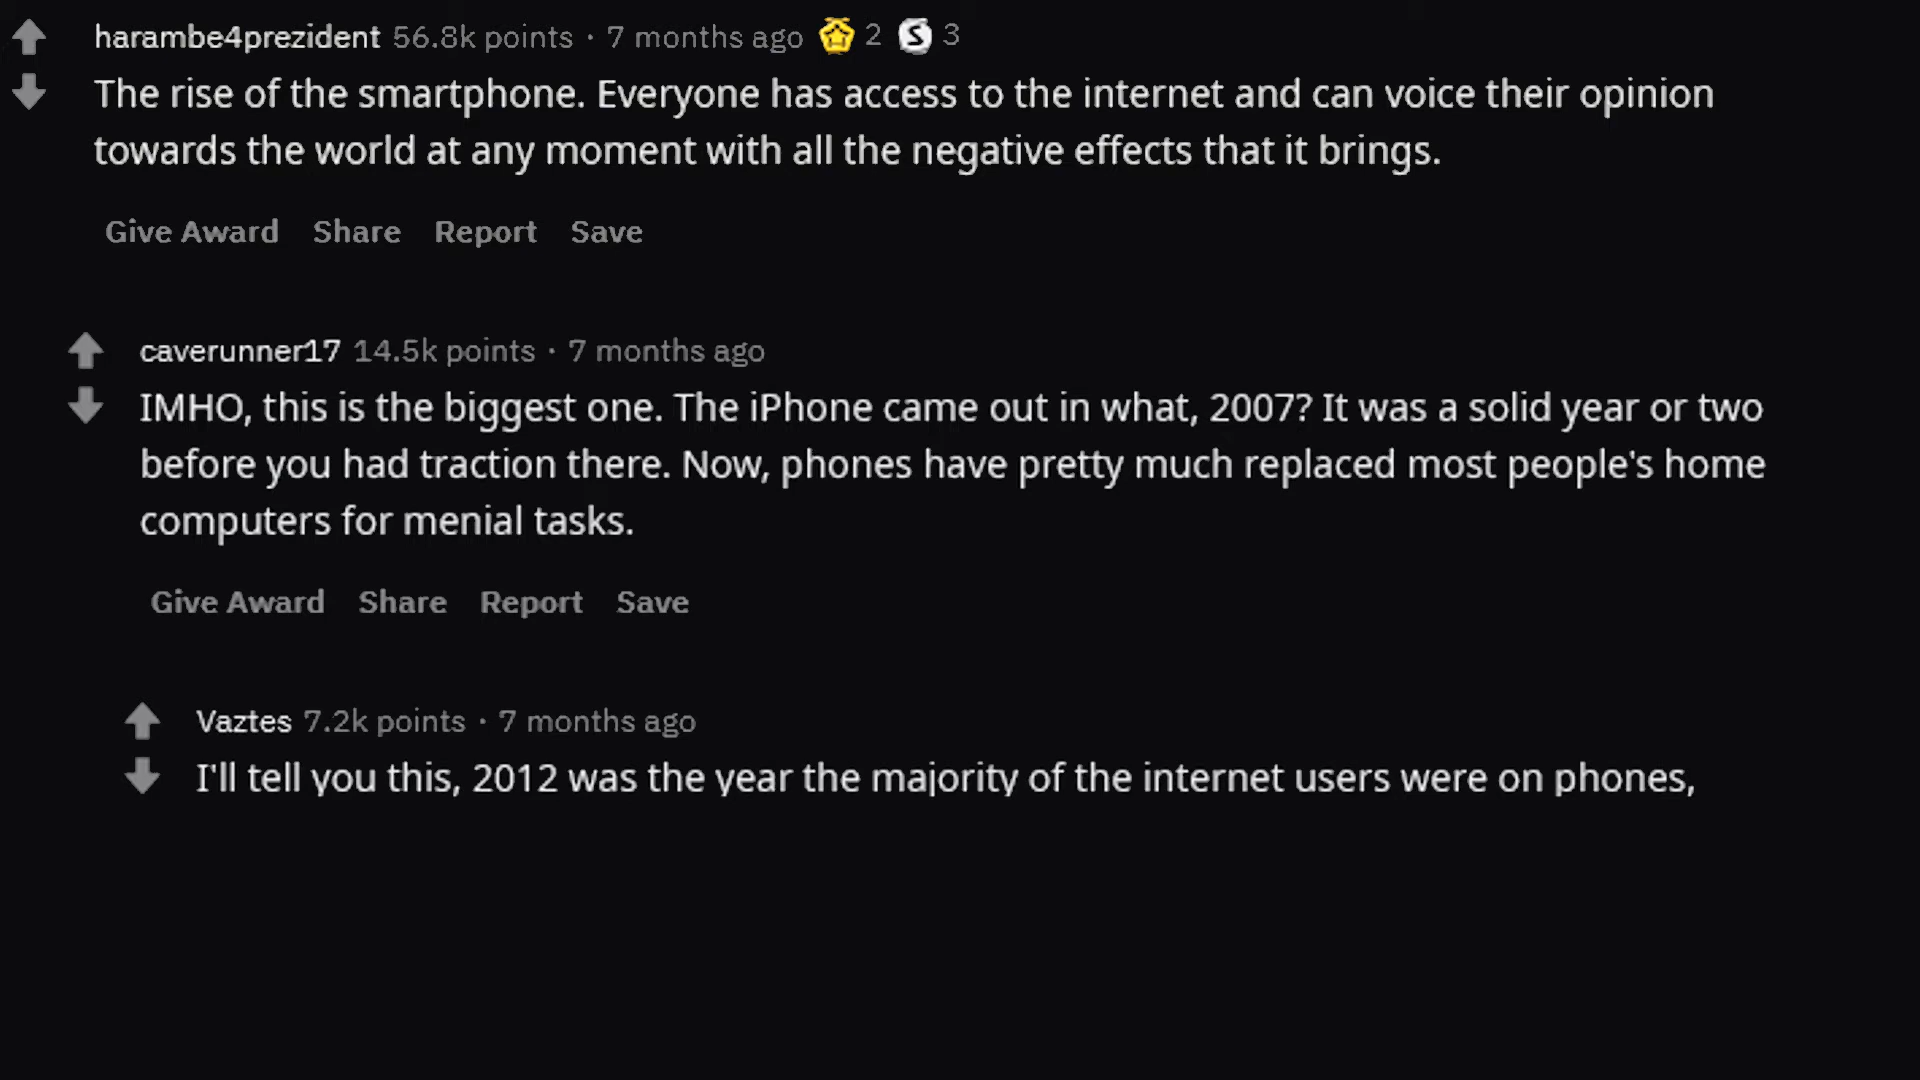 harambe4prezident 56.8k points · 7 months ago 2 S 3
The rise of the smartphone. Everyone has access to the internet and can voice their opinion
towards the world at any moment with all the negative effects that it brings.
Give Award Share Report Save
caverunner17 14.5k points · 7 months ago
IMHO, this is the biggest one. The iPhone came out in what, 2007? It was a solid year or two
before you had traction there. Now, phones have pretty much replaced most people's home
computers for menial tasks.
Give Award Share Report Save
Vaztes 7.2k points · 7 months ago
I'll tell you this, 2012 was the year the majority of the internet users were on phones,